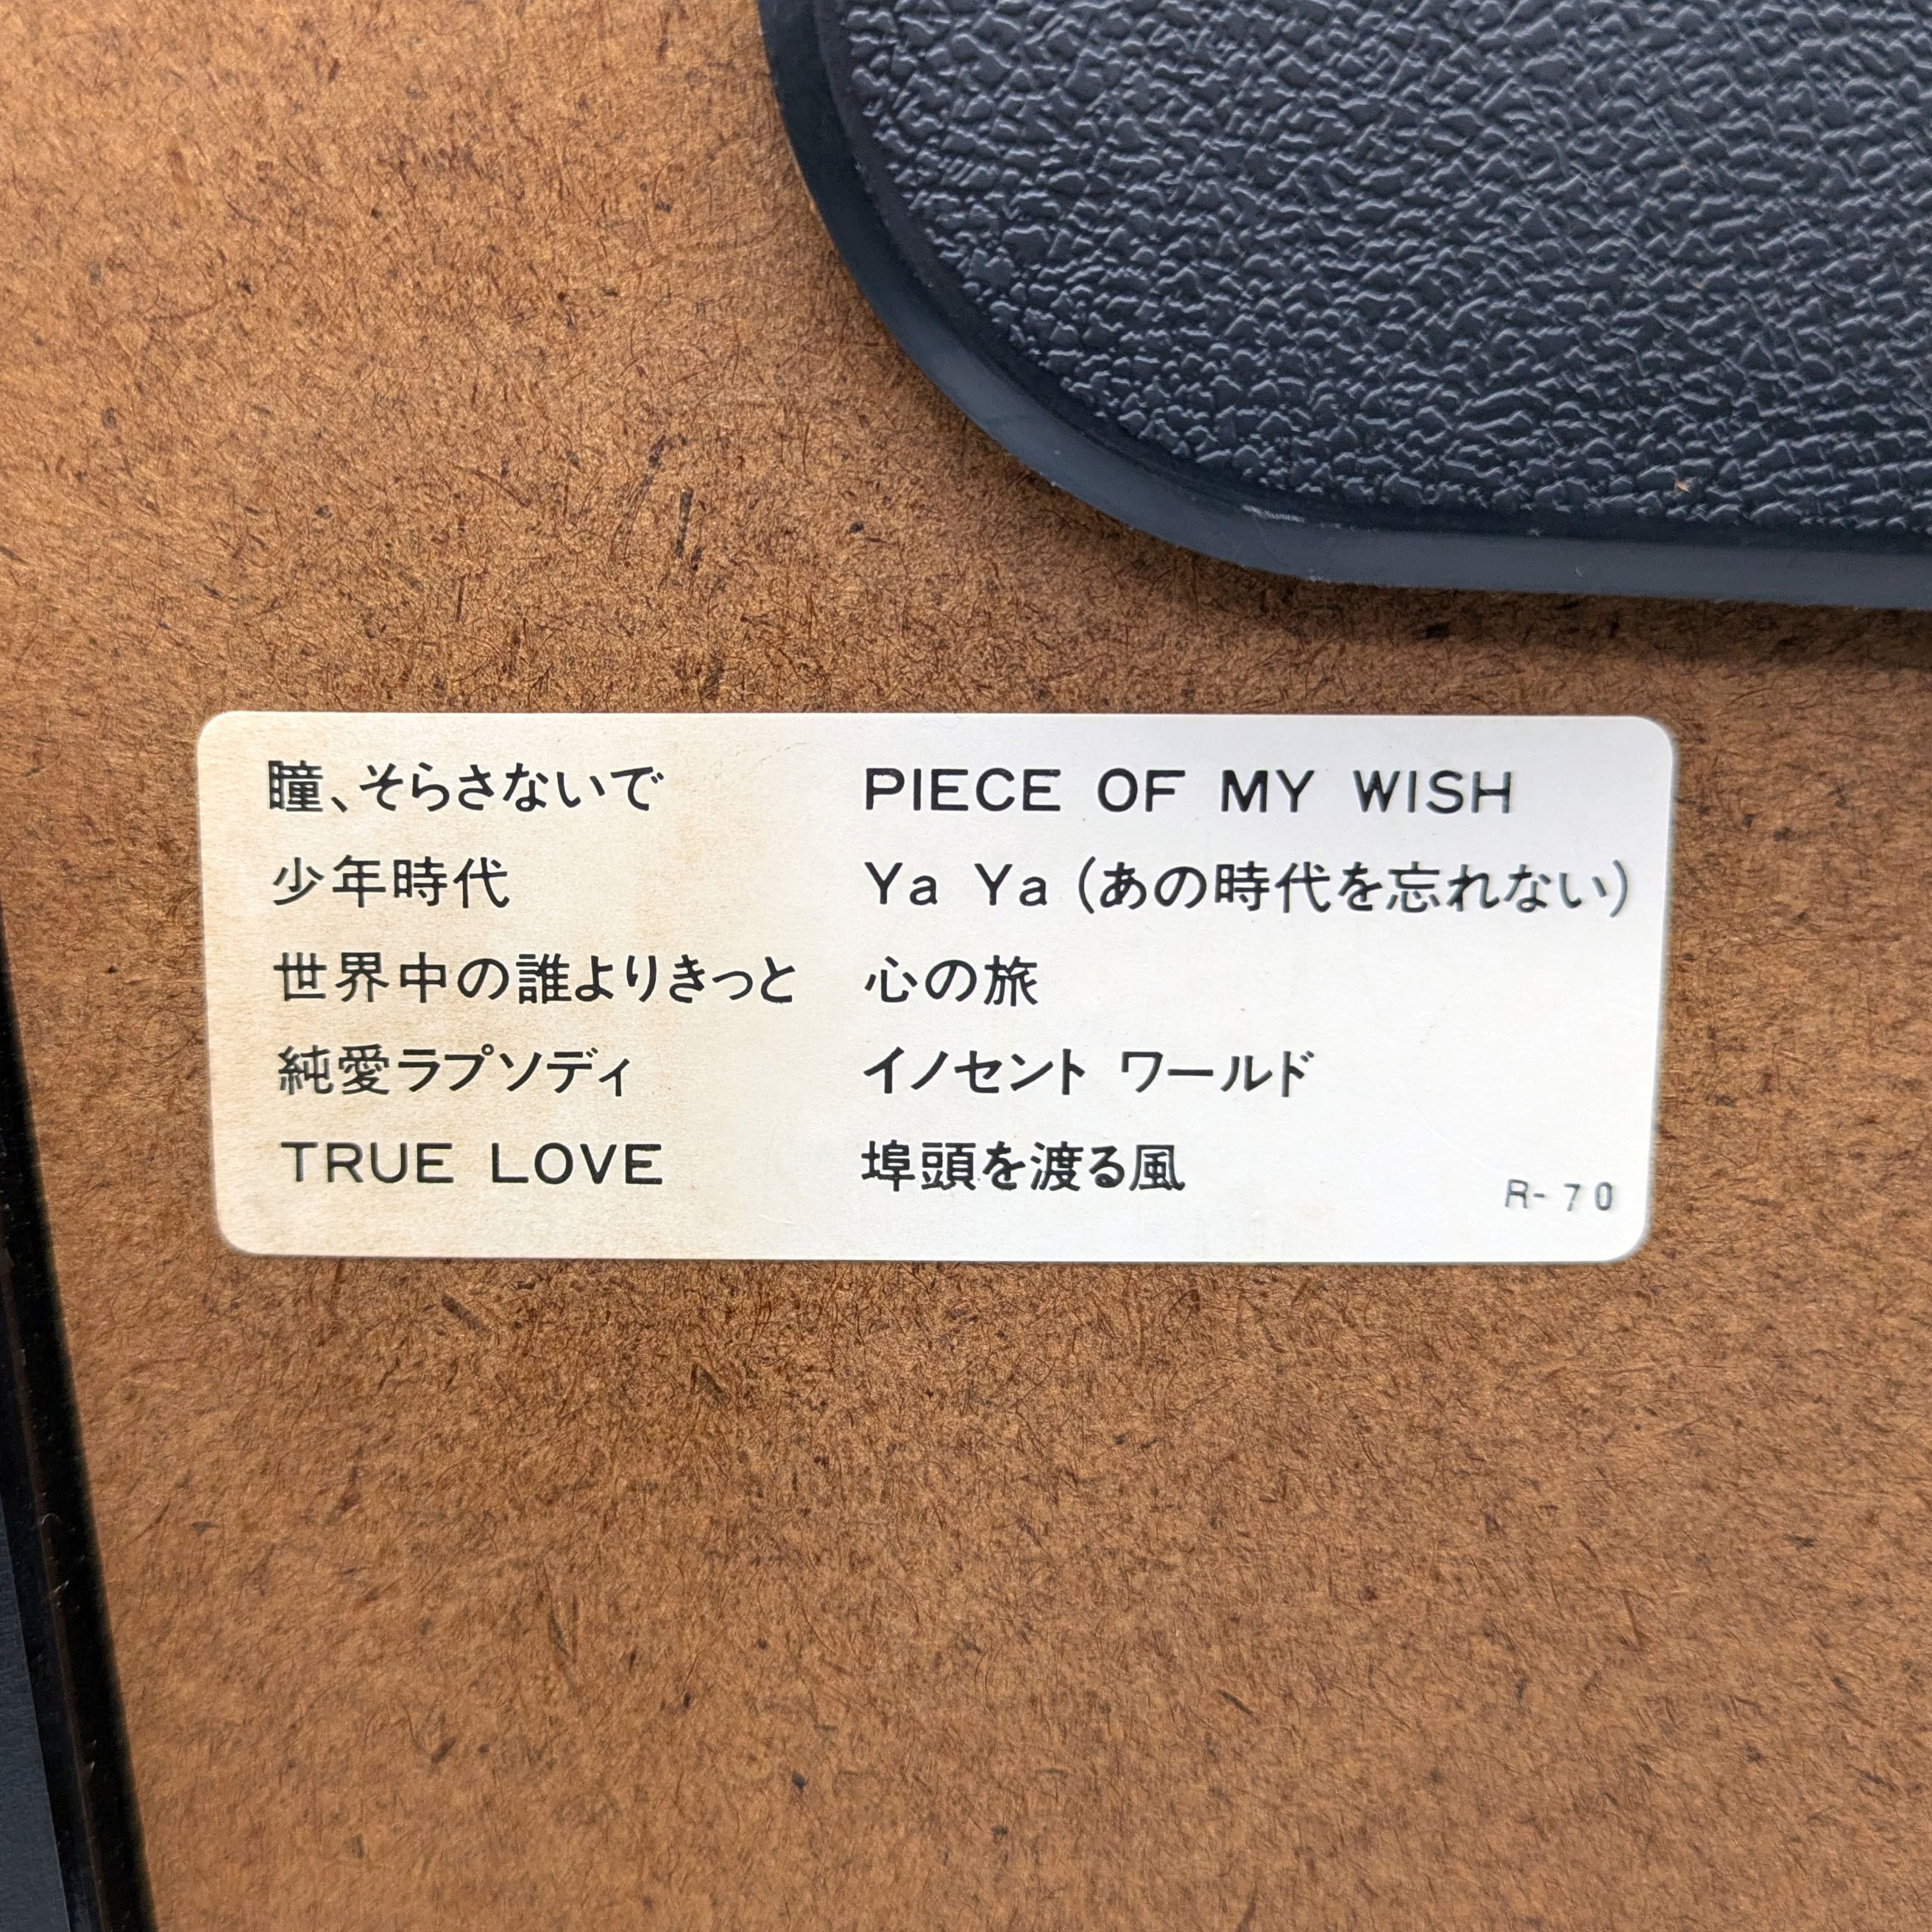 瞳、そらさないで
少年時代
世界中の誰よりきっと
純愛ラプソディ
TRUE LOVE
PIECE OF MY WISH
Ya Ya (あの時代を忘れない)
心の旅
イノセント ワールド
埠頭を渡る風
R-70